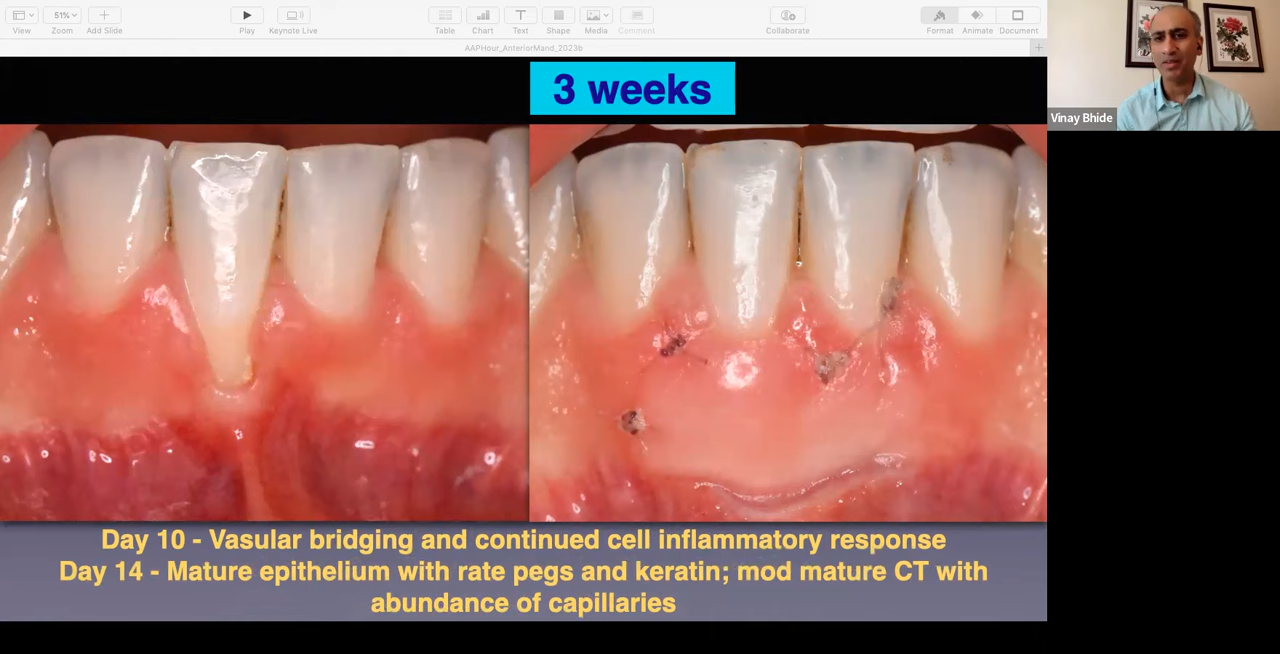 View
51%
Zoom
Add Slide
Play
Keynote Live
Table
Chart
Text
Shape
Media
Comment
Collaborate
Format
Animate
Document
AAPHour_AnteriorMand_2023b
3 weeks
Vinay Bhide
Day 10 - Vasular bridging and continued cell inflammatory response
Day 14 - Mature epithelium with rate pegs and keratin; mod mature CT with
abundance of capillaries